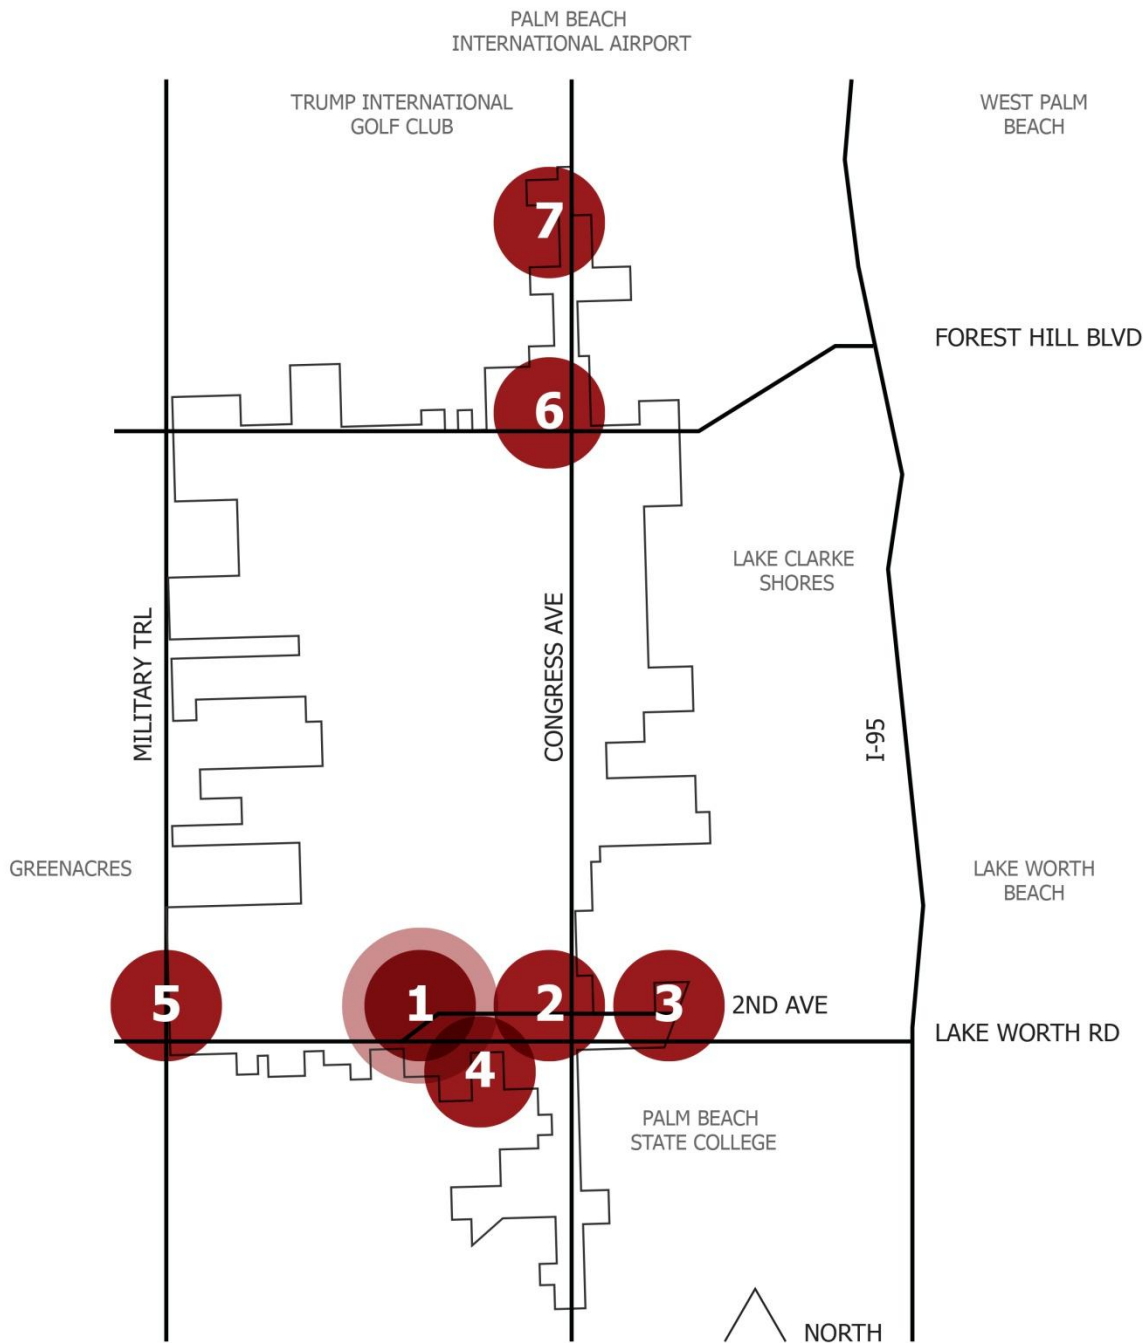 PALM BEACH
INTERNATIONAL AIRPORT
TRUMP INTERNATIONAL
GOLF CLUB
WEST PALM
BEACH
7
FOREST HILL BLVD
6
LAKE CLARKE
SHORES
MILITARY TRL
CONGRESS AVE
I-95
GREENACRES
LAKE WORTH
BEACH
5
1
2
3
2ND AVE
LAKE WORTH RD
4
PALM BEACH
STATE COLLEGE
NORTH